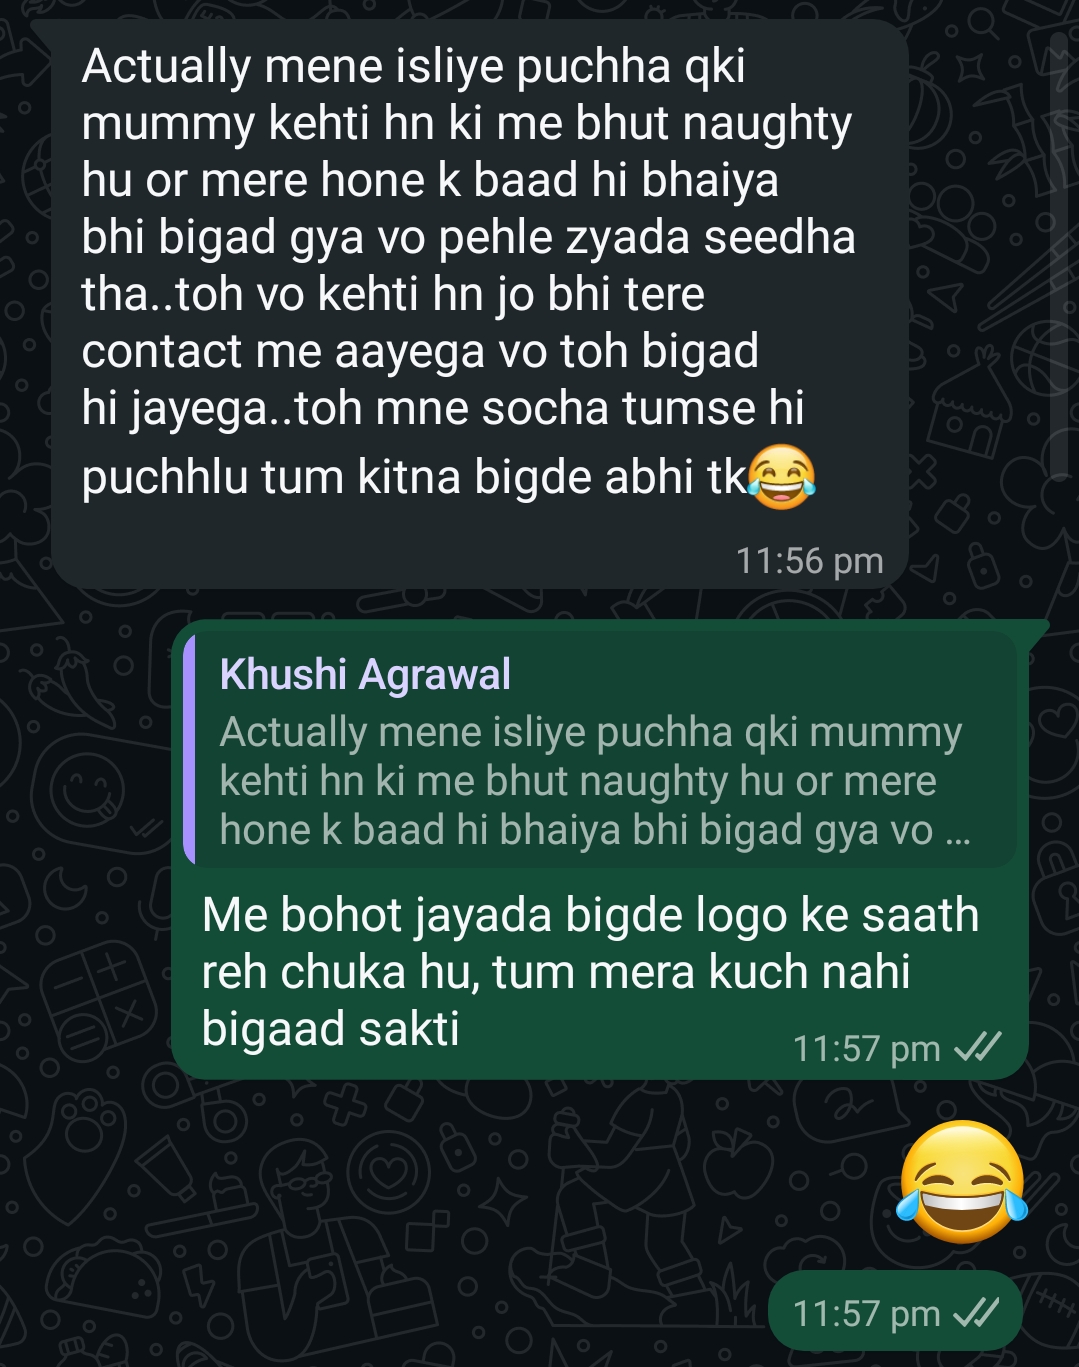 Actually mene isliye puchha qki
mummy kehti hn ki me bhut naughty
hu or mere hone k baad hi bhaiya
bhi bigad gya vo pehle zyada seedha
tha..toh vo kehti hn jo bhi tere
contact me aayega vo toh bigad
hi jayega..toh mne socha tumse hi
puchhlu tum kitna bigde abhi tk😂
11:56 pm
Khushi Agrawal
Actually mene isliye puchha qki mummy
kehti hn ki me bhut naughty hu or mere
hone k baad hi bhaiya bhi bigad gya vo ...
Me bohot jayada bigde logo ke saath
reh chuka hu, tum mera kuch nahi
bigaad sakti
11:57 pm
😂
11:57 pm